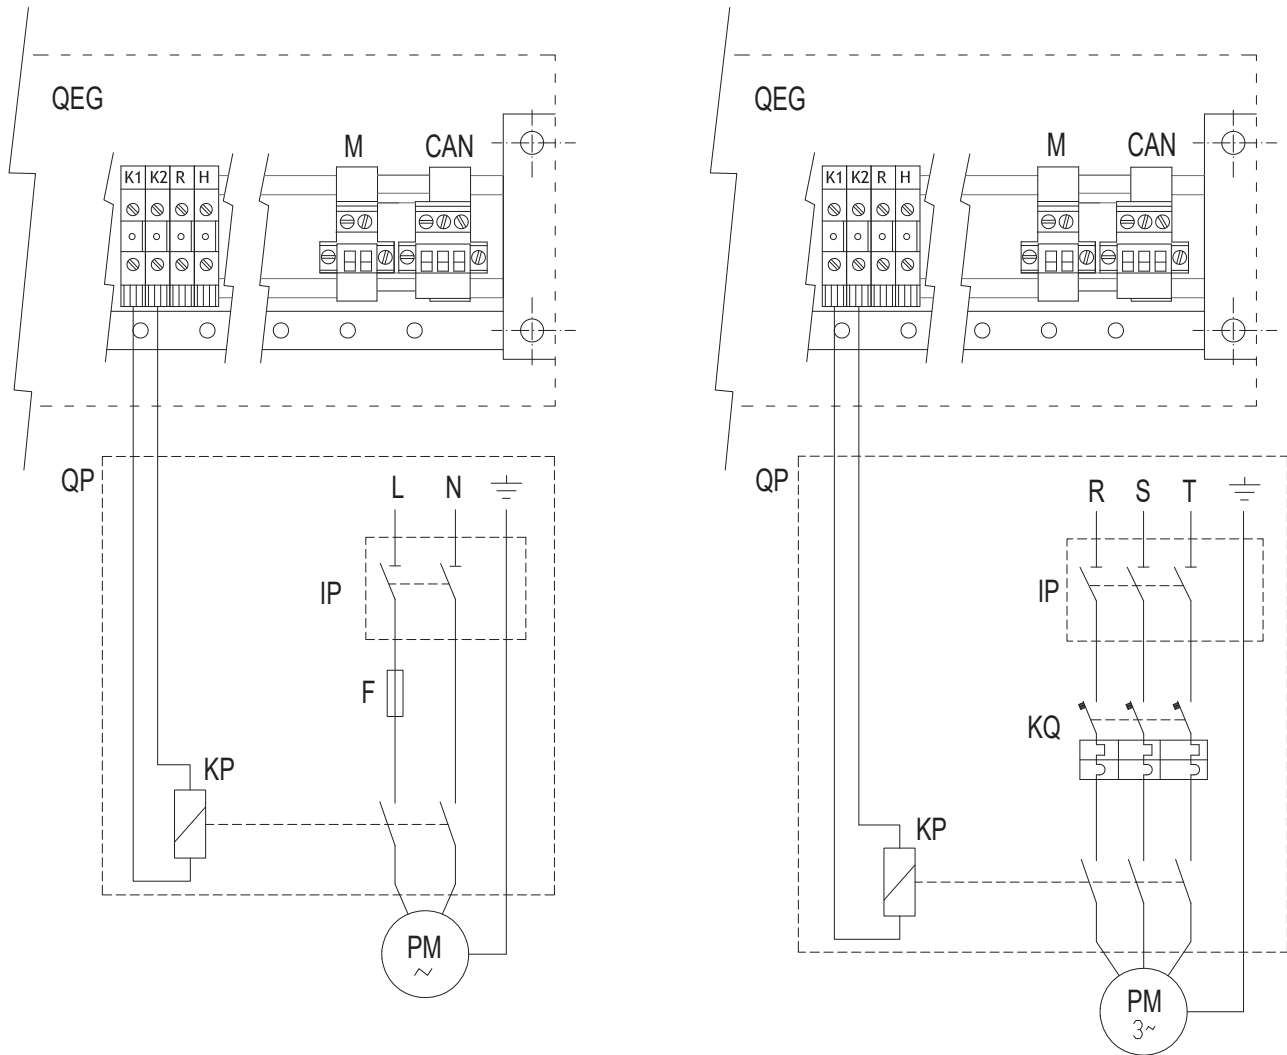 QEG
M CAN
K1 K2 R H
QP
L N
IP
F
KP
PM
~
QEG
M CAN
K1 K2 R H
QP
R S T
IP
KQ
KP
PM
3~